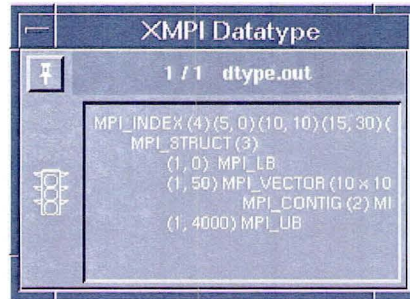 XMPI Datatype
1 / 1 dtype.out
MPI_INDEX (4) (5, 0) (10, 10) (15, 30) (
MPI_STRUCT (3)
(1, 0) MPI_LB
(1, 50) MPI_VECTOR (10 x 10
MPI_CONTIG (2) MI
(1, 4000) MPI_UB